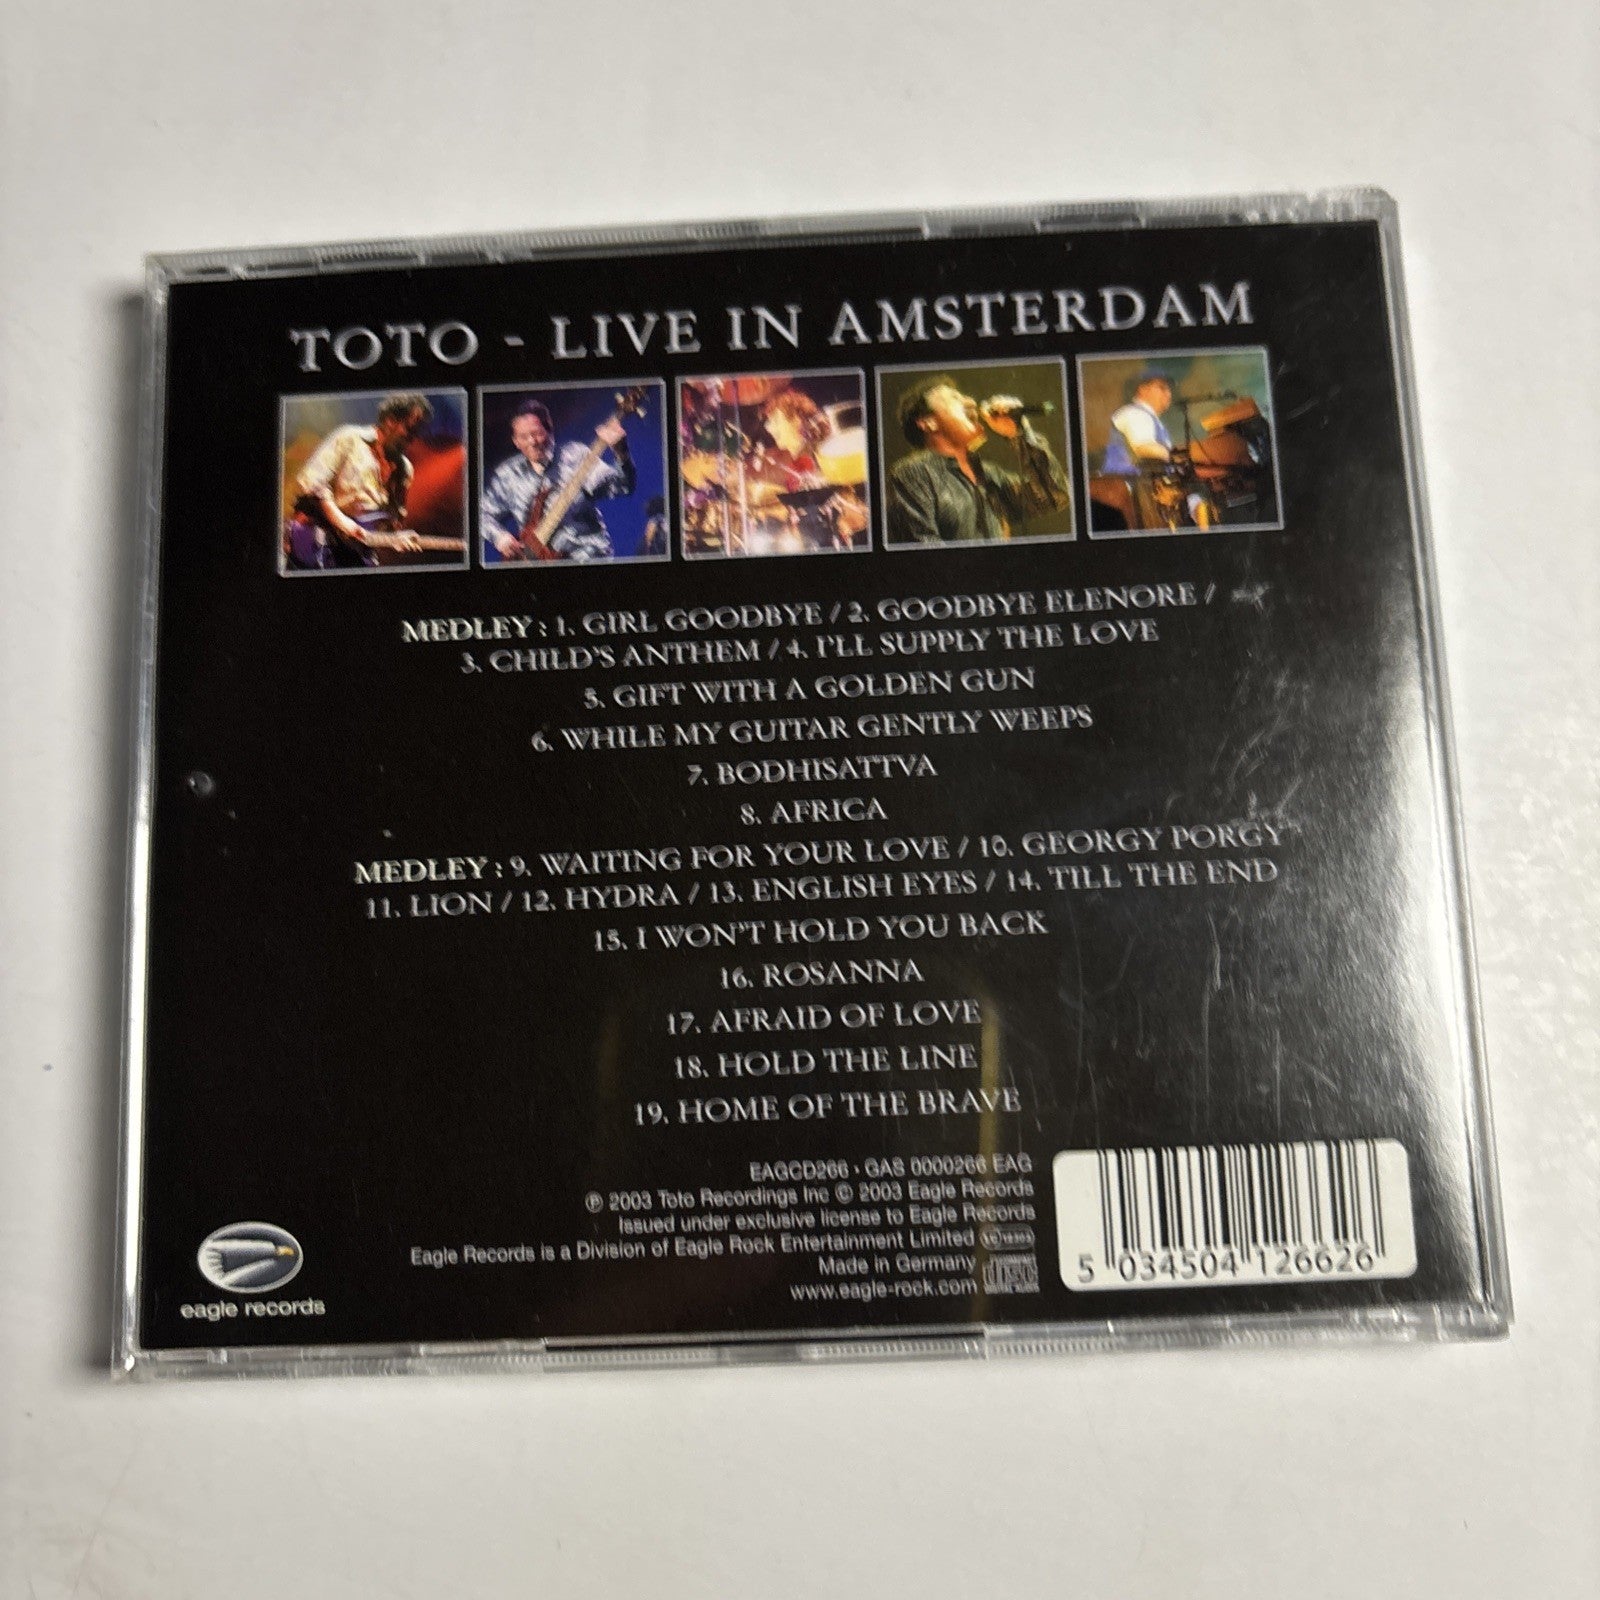 TOTO - LIVE IN AMSTERDAM
MEDLEY : 1. GIRL GOODBYE / 2. GOODBYE ELENORE /
3. CHILD'S ANTHEM / 4. I'LL SUPPLY THE LOVE
5. GIFT WITH A GOLDEN GUN
6. WHILE MY GUITAR GENTLY WEEPS
7. BODHISATTVA
8. AFRICA
MEDLEY : 9. WAITING FOR YOUR LOVE / 10. GEORGY PORGY
11. LION / 12. HYDRA / 13. ENGLISH EYES / 14. TILL THE END
15. I WON'T HOLD YOU BACK
16. ROSANNA
17. AFRAID OF LOVE
18. HOLD THE LINE
19. HOME OF THE BRAVE
EAGCD266 · GAS 0000266 EAG
℗ 2003 Toto Recordings Inc © 2003 Eagle Records
Issued under exclusive license to Eagle Records
Eagle Records is a Division of Eagle Rock Entertainment Limited
Made in Germany
www.eagle-rock.com
eagle records
5 034504 126626